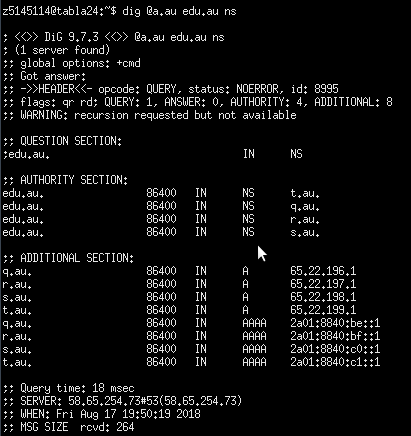 z5145114@tabla24:~$ dig @a.au edu.au ns
; <<>> DiG 9.7.3 <<>> @a.au edu.au ns
; (1 server found)
;; global options: +cmd
;; Got answer:
;; ->>HEADER<<- opcode: QUERY, status: NOERROR, id: 8995
;; flags: qr rd; QUERY: 1, ANSWER: 0, AUTHORITY: 4, ADDITIONAL: 8
;; WARNING: recursion requested but not available
;; QUESTION SECTION:
;edu.au. IN NS
;; AUTHORITY SECTION:
edu.au. 86400 IN NS t.au.
edu.au. 86400 IN NS q.au.
edu.au. 86400 IN NS r.au.
edu.au. 86400 IN NS s.au.
;; ADDITIONAL SECTION:
q.au. 86400 IN A 65.22.196.1
r.au. 86400 IN A 65.22.197.1
s.au. 86400 IN A 65.22.198.1
t.au. 86400 IN A 65.22.199.1
q.au. 86400 IN AAAA 2a01:8840:be::1
r.au. 86400 IN AAAA 2a01:8840:bf::1
s.au. 86400 IN AAAA 2a01:8840:c0::1
t.au. 86400 IN AAAA 2a01:8840:c1::1
;; Query time: 18 msec
;; SERVER: 58.65.254.73#53(58.65.254.73)
;; WHEN: Fri Aug 17 19:50:19 2018
;; MSG SIZE rcvd: 264